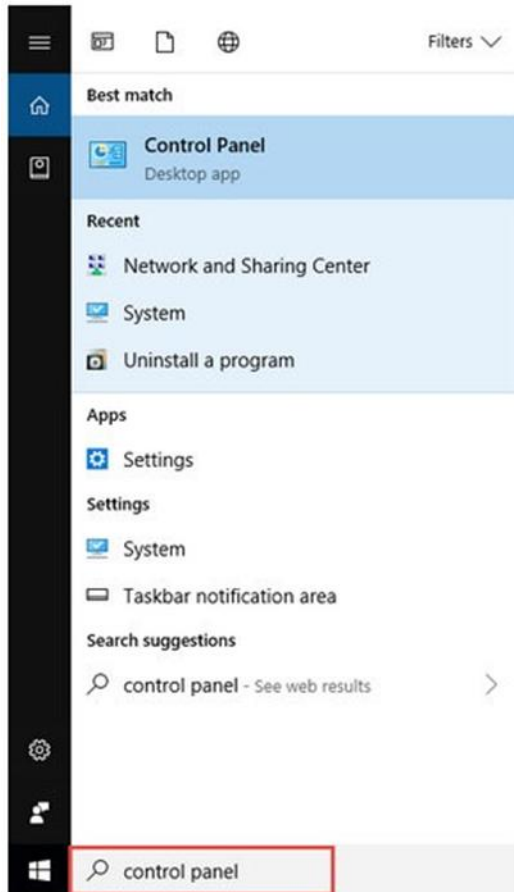 Filters
Best match
Control Panel
Desktop app
Recent
Network and Sharing Center
System
Uninstall a program
Apps
Settings
Settings
System
Taskbar notification area
Search suggestions
control panel - See web results
control panel